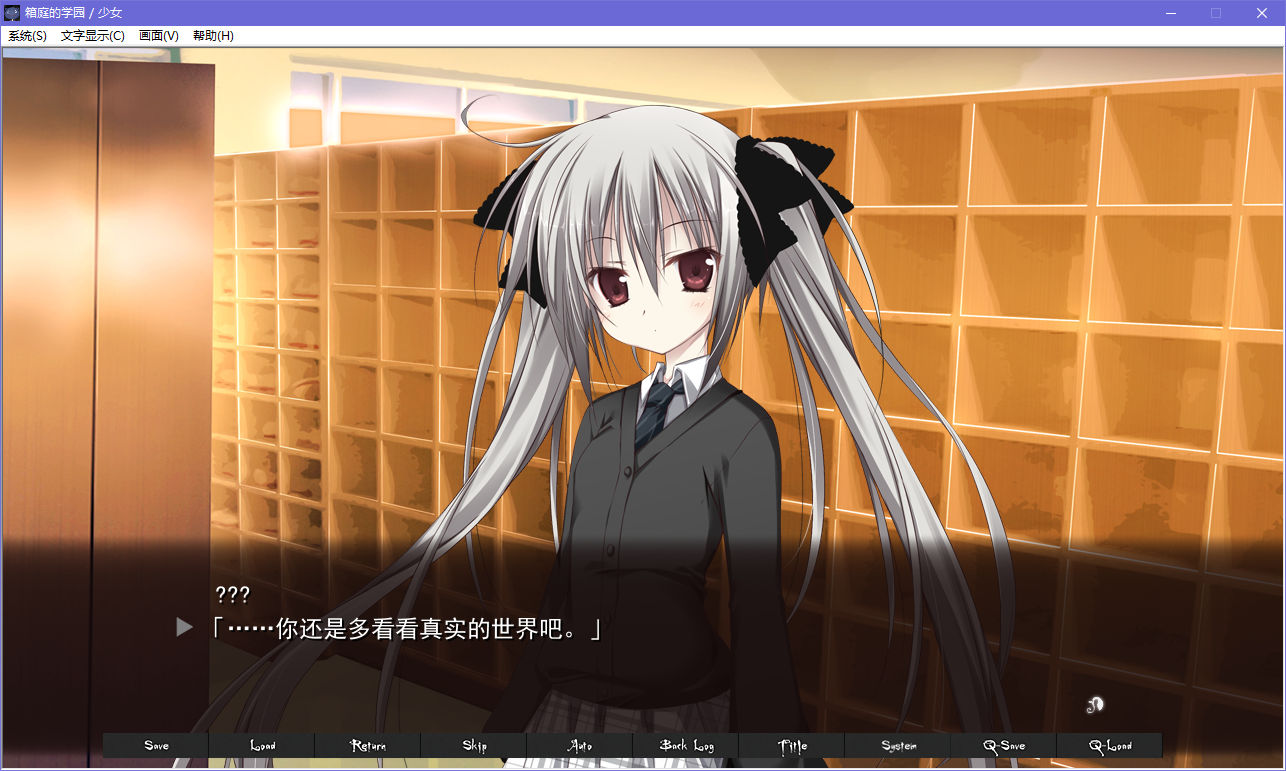 箱庭的学园 / 少女
系统(S) 文字显示(C) 画面(V) 帮助(H)
???
「……你还是多看看真实的世界吧。」
Save Load Return Skip Auto Back Log Title System Q-Save Q-Load